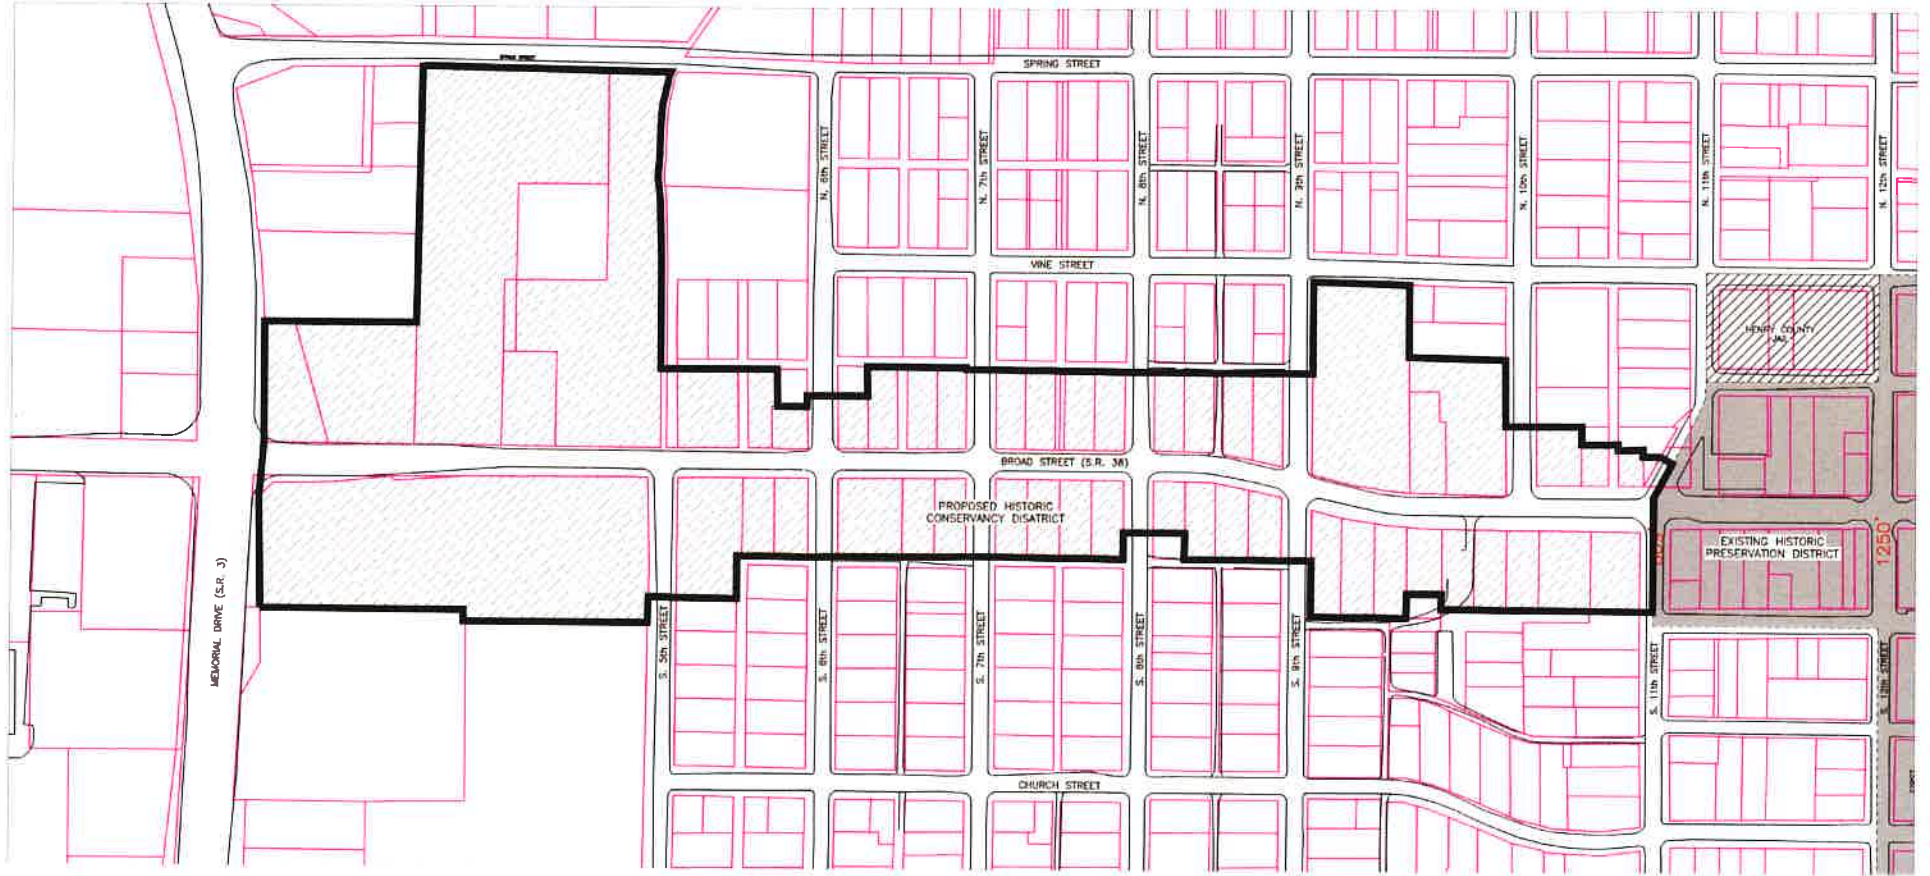 SPRING STREET
N. 6th STREET
N. 7th STREET
N. 8th STREET
N. 9th STREET
N. 10th STREET
N. 11th STREET
N. 12th STREET
VINE STREET
HENRY COUNTY
JAIL
BROAD STREET (S.R. 38)
PROPOSED HISTORIC
CONSERVANCY DISATRICT
EXISTING HISTORIC
PRESERVATION DISTRICT
1250'
MEMORIAL DRIVE (S.R. 3)
S. 5th STREET
S. 6th STREET
S. 7th STREET
S. 8th STREET
S. 9th STREET
S. 11th STREET
S. 12th STREET
CHURCH STREET